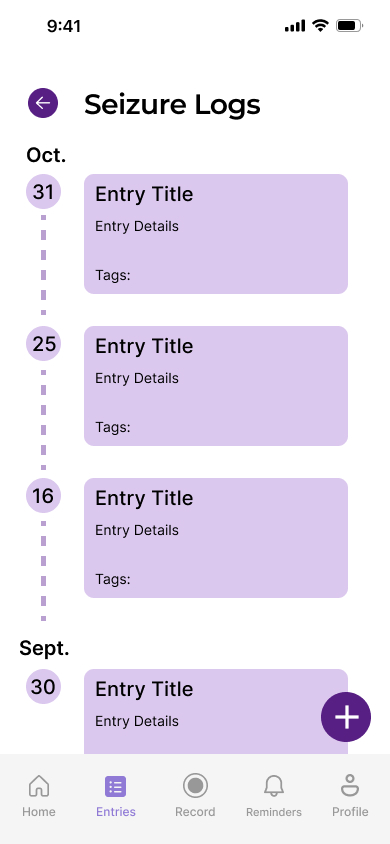 9:41
Seizure Logs
Oct.
31
Entry Title
Entry Details
Tags:
25
Entry Title
Entry Details
Tags:
16
Entry Title
Entry Details
Tags:
Sept.
30
Entry Title
Entry Details
Home
Entries
Record
Reminders
Profile